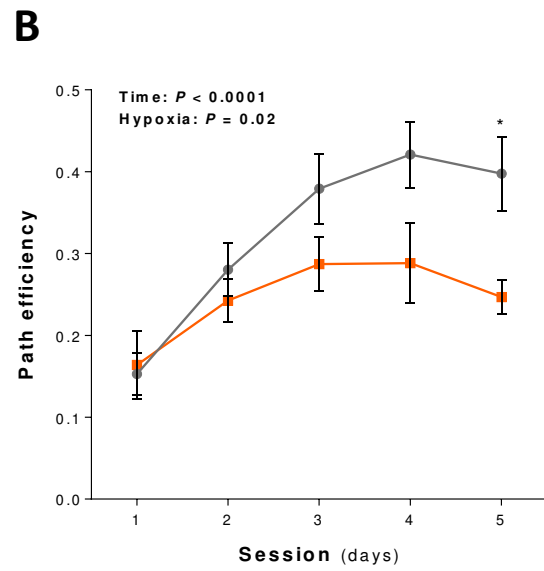 B
Time: P < 0.0001
Hypoxia: P = 0.02
*
0.5
0.4
0.3
0.2
0.1
0.0
Path efficiency
1 2 3 4 5
Session (days)